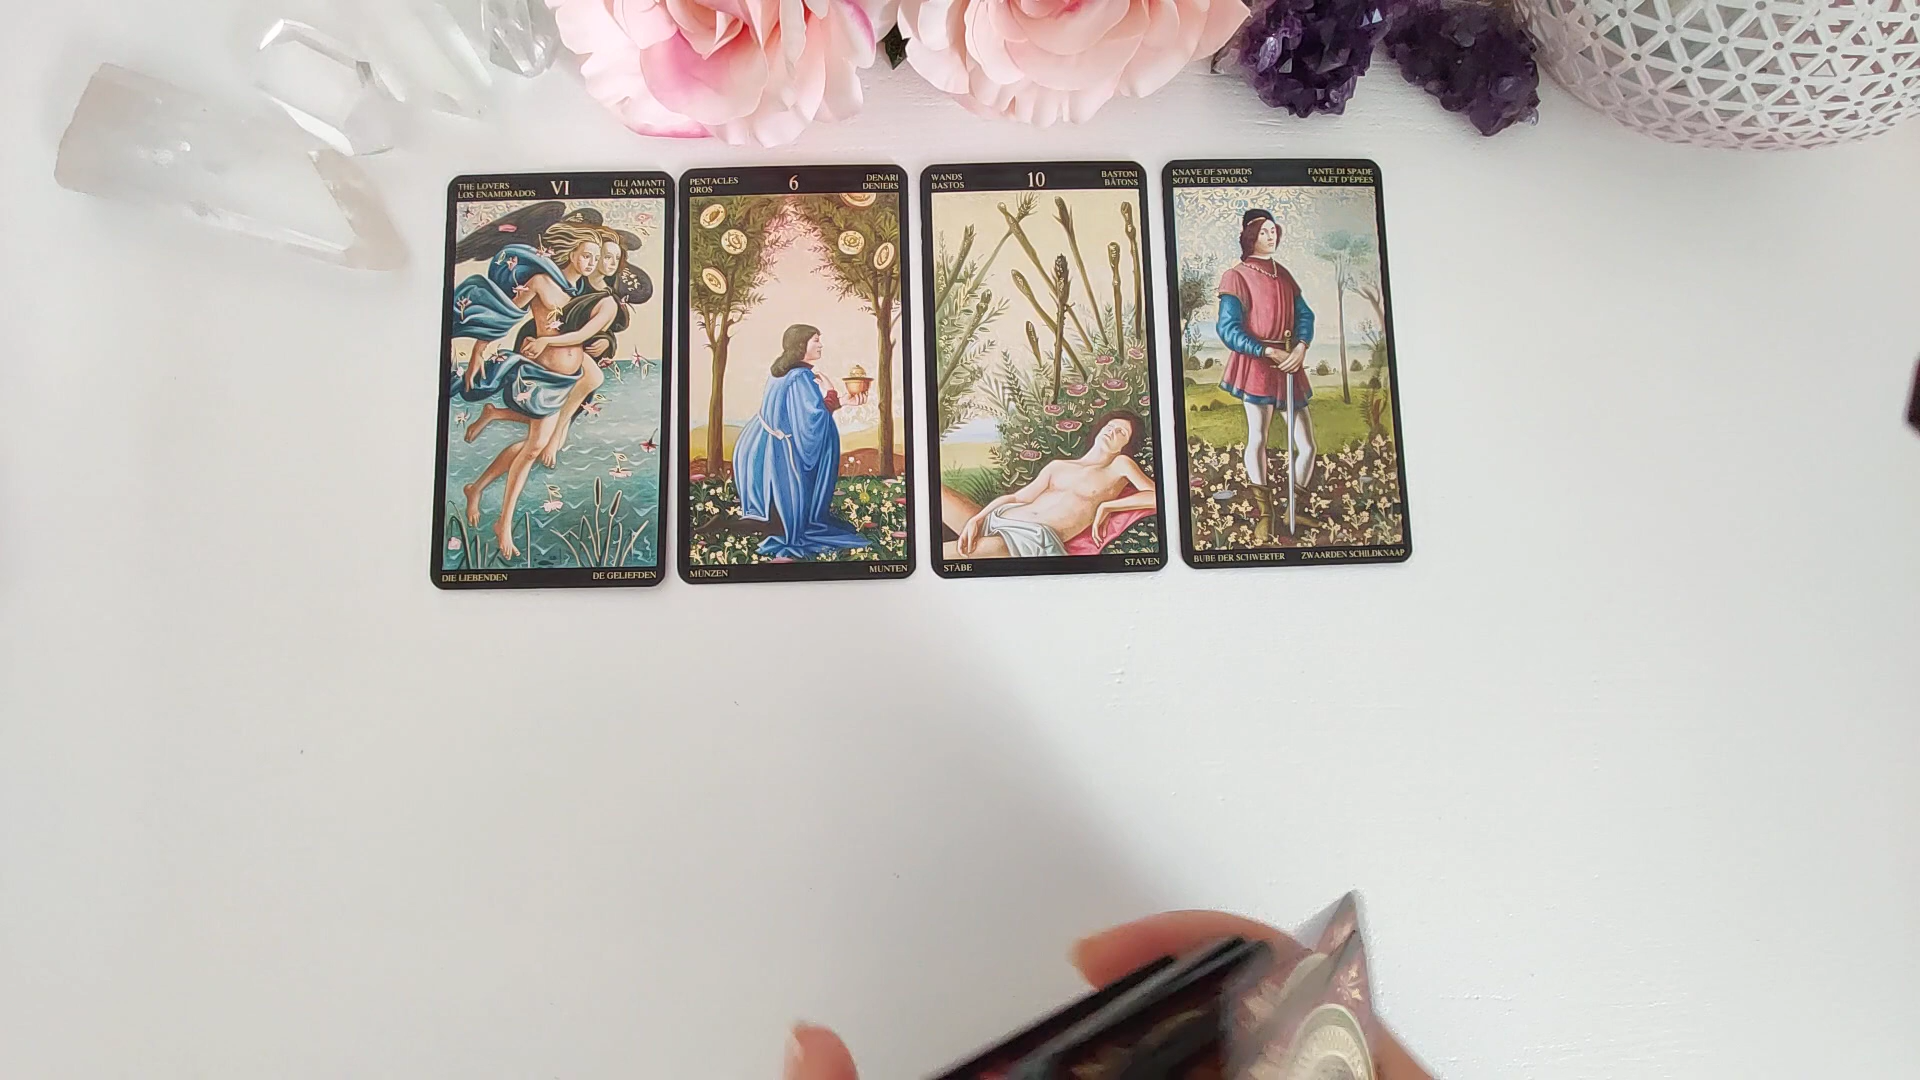 THE LOVERS
LOS ENAMORADOS
VI
GLI AMANTI
LES AMANTS
DIE LIEBENDEN
DE GELIEFDEN
PENTACLES
OROS
6
DENARI
DENIERS
MÜNZEN
MUNTEN
WANDS
BASTOS
10
BASTONI
BÂTONS
STÄBE
STAVEN
KNAVE OF SWORDS
SOTA DE ESPADAS
FANTE DI SPADE
VALET D'ÉPÉES
BUBE DER SCHWERTER
ZWAARDEN SCHILDKNAAP